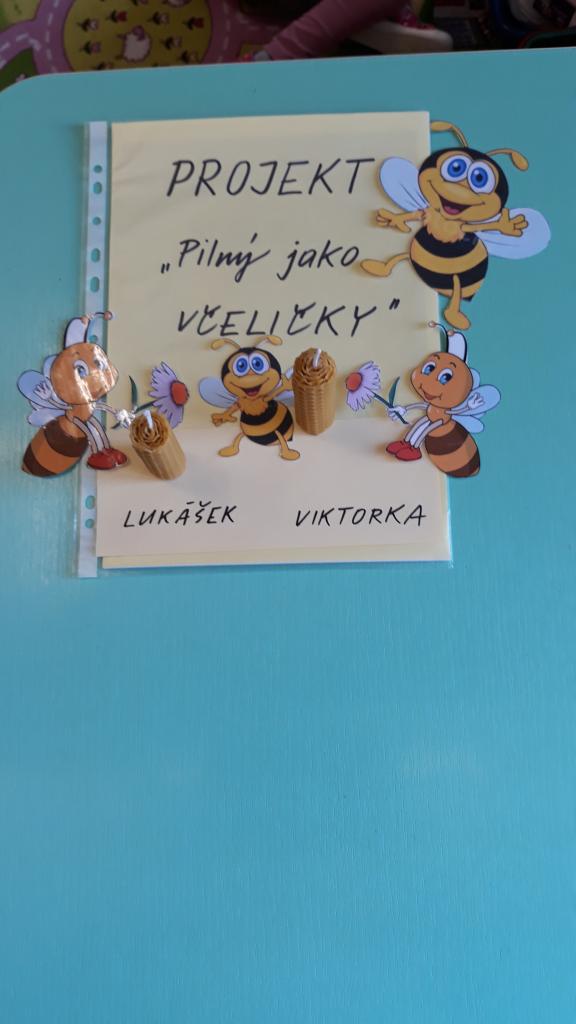 PROJEKT
„Pilný jako
VČELIČKY"
LUKÁŠEK VIKTORKA